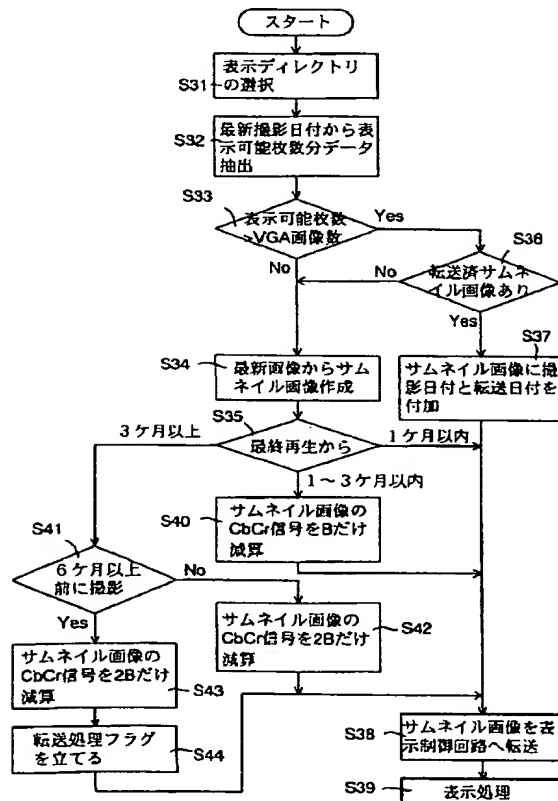 スタート
S31
表示ディレクトリ
の選択
S32
最新撮影日付から表
示可能枚数分データ
抽出
S33
表示可能枚数
>VGA画像数
Yes
No
S36
転送済サムネ
イル画像あり
No
Yes
S37
サムネイル画像に撮
影日付と転送日付を
付加
S34
最新画像からサム
ネイル画像作成
S35
最終再生から
3ケ月以上
1ケ月以内
1〜3ケ月以内
S40
サムネイル画像の
CbCr信号をBだけ
減算
S41
6ケ月以上
前に撮影
No
Yes
S42
サムネイル画像の
CbCr信号を2Bだけ
減算
S43
サムネイル画像の
CbCr信号を2Bだけ
減算
S44
転送処理フラグ
を立てる
S38
サムネイル画像を表
示制御回路へ転送
S39
表示処理